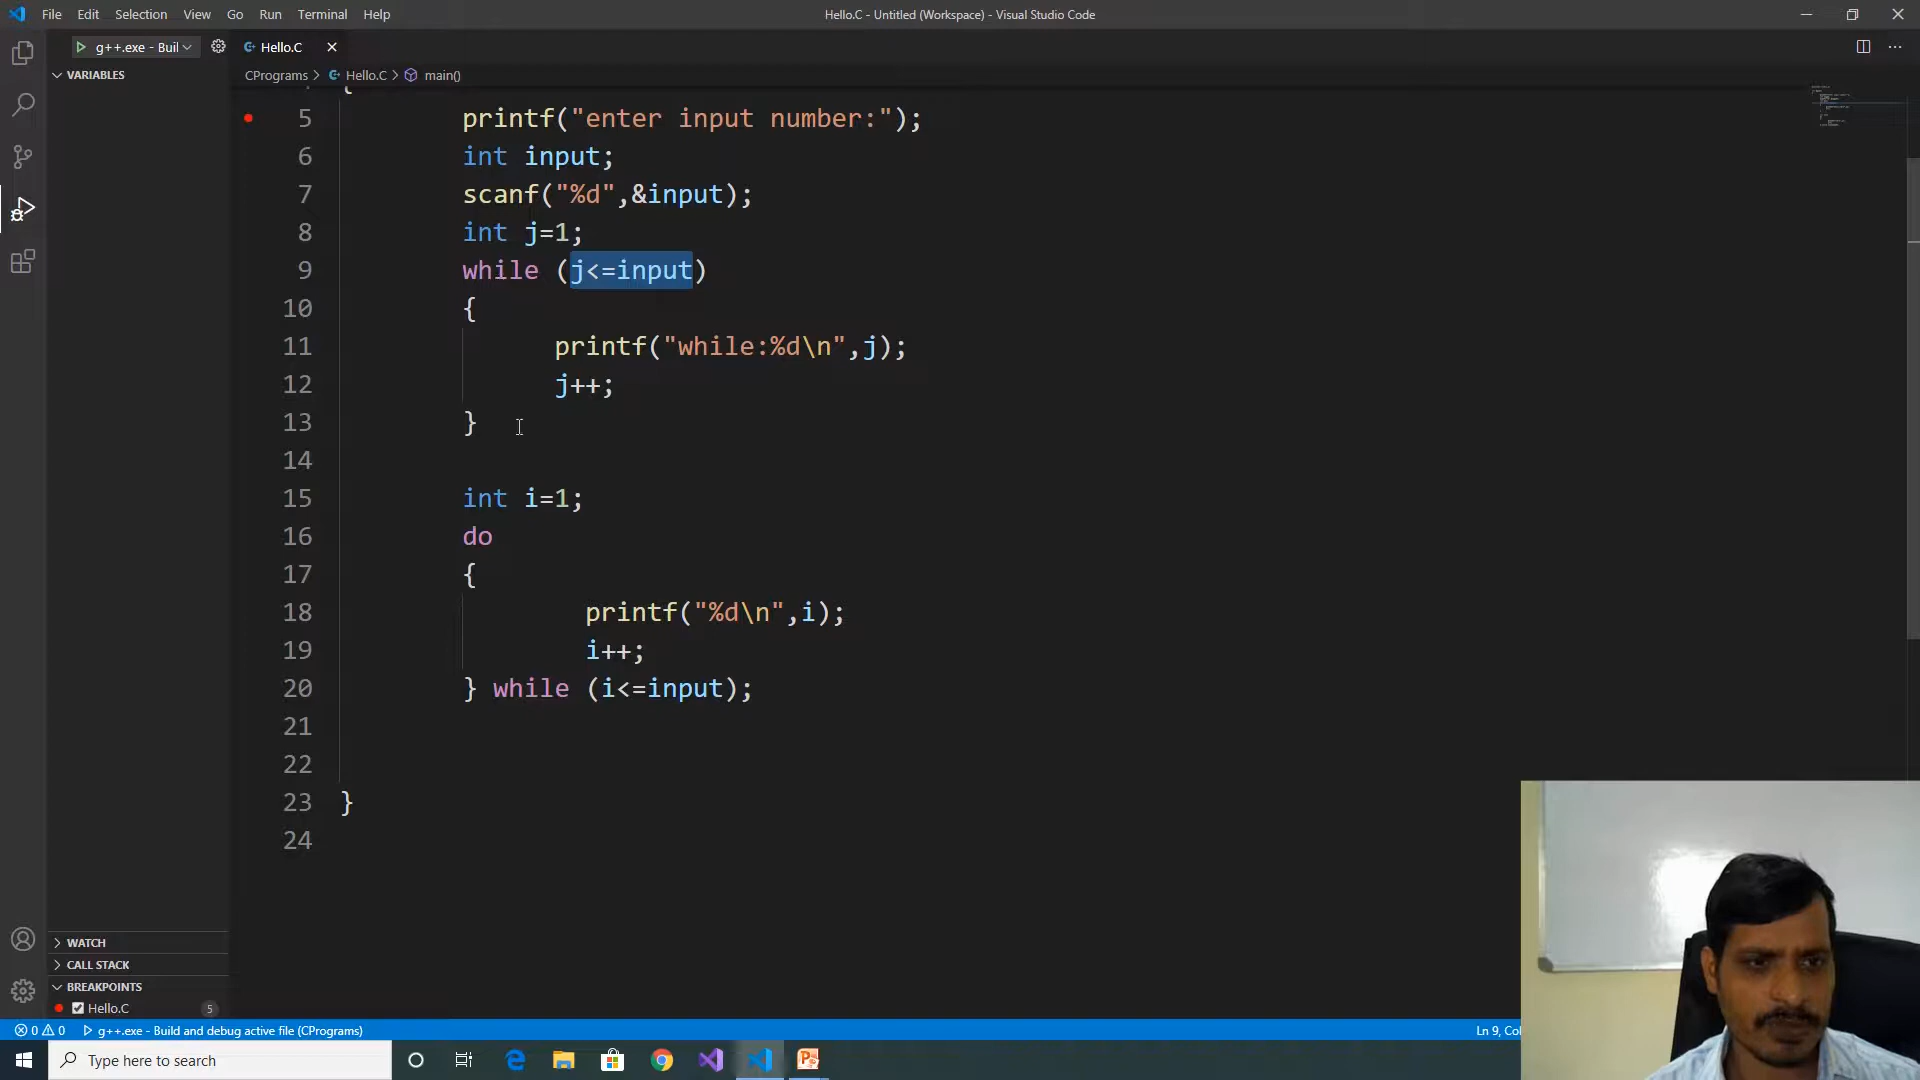 File Edit Selection View Go Run Terminal Help
Hello.C - Untitled (Workspace) - Visual Studio Code
g++.exe - Buil
Hello.C
VARIABLES
CPrograms > Hello.C > main()
{
5 printf("enter input number:");
6 int input;
7 scanf("%d",&input);
8 int j=1;
9 while (j<=input)
10 {
11 printf("while:%d\n",j);
12 j++;
13 }
14
15 int i=1;
16 do
17 {
18 printf("%d\n",i);
19 i++;
20 } while (i<=input);
21
22
23 }
24
WATCH
CALL STACK
BREAKPOINTS
Hello.C 5
0 0 g++.exe - Build and debug active file (CPrograms)
Ln 9, Col
Type here to search